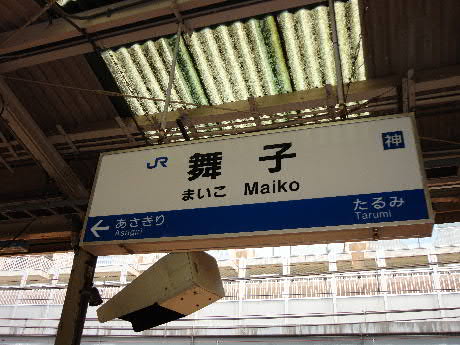 JR 舞子 神
まいこ Maiko
← あさぎり たるみ
Asagiri Tarumi